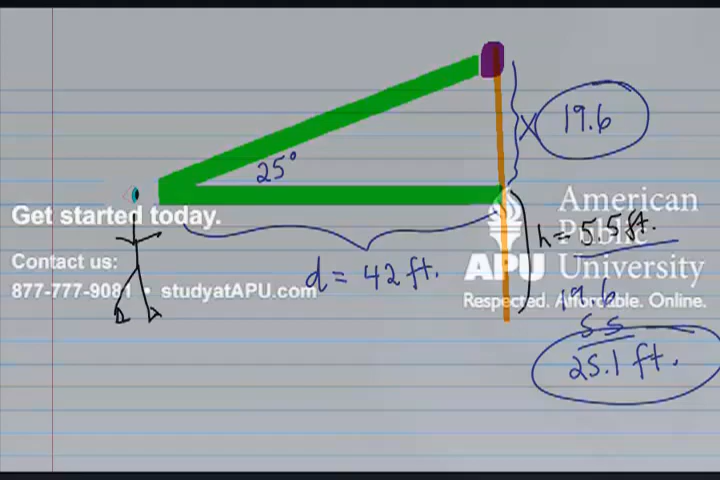 X 19.6
25°
American
Public
University
Get started today.
h = 5.5 ft.
Contact us:
d = 42 ft.
APU
877-777-9081 • studyatAPU.com
Respected. Affordable. Online.
19.6
5.5
25.1 ft.